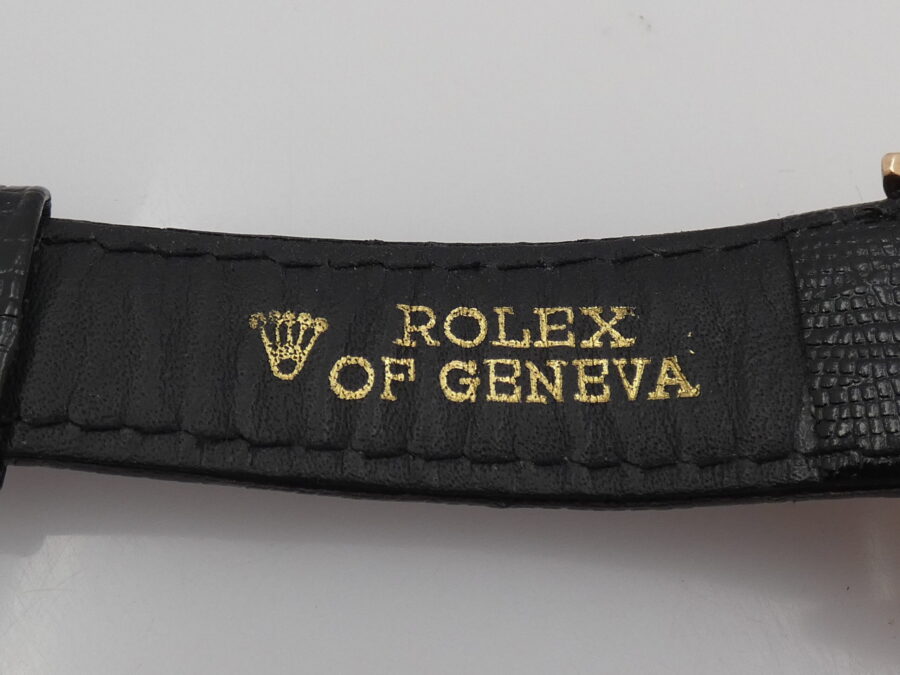 ROLEX
OF GENEVA